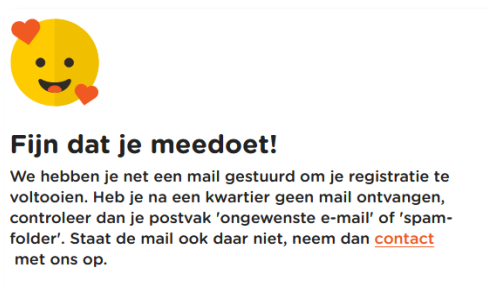 Fijn dat je meedoet!
We hebben je net een mail gestuurd om je registratie te
voltooien. Heb je na een kwartier geen mail ontvangen,
controleer dan je postvak 'ongewenste e-mail' of 'spam-
folder'. Staat de mail ook daar niet, neem dan contact
met ons op.